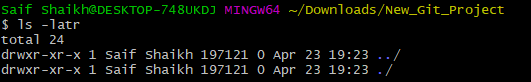 Saif Shaikh@DESKTOP-748UKDJ MINGW64 ~/Downloads/New_Git_Project
$ ls -latr
total 24
drwxr-xr-x 1 Saif Shaikh 197121 0 Apr 23 19:23 ../
drwxr-xr-x 1 Saif Shaikh 197121 0 Apr 23 19:23 ./